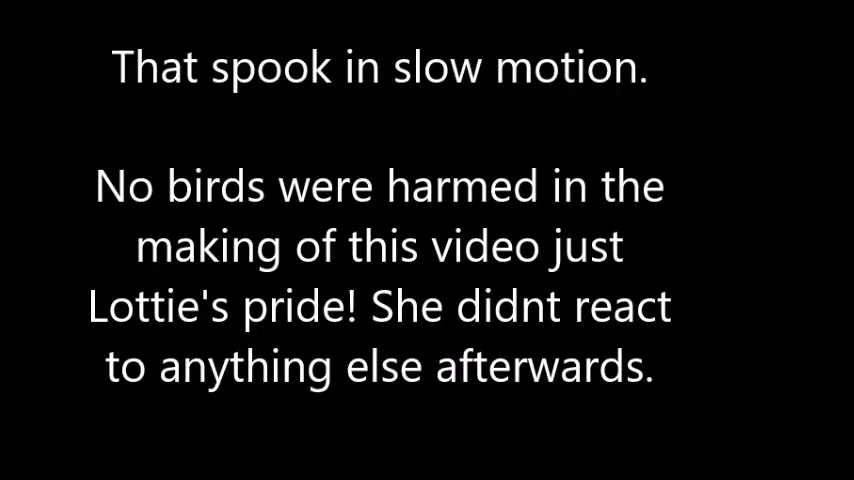 That spook in slow motion.
No birds were harmed in the
making of this video just
Lottie's pride! She didnt react
to anything else afterwards.